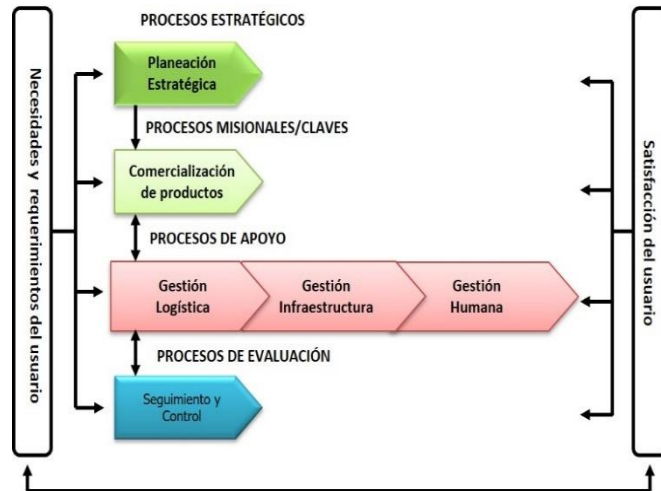 Necesidades y requerimientos del usuario
PROCESOS ESTRATÉGICOS
Planeación
Estratégica
PROCESOS MISIONALES/CLAVES
Comercialización
de productos
PROCESOS DE APOYO
Gestión
Logística
Gestión
Infraestructura
Gestión
Humana
PROCESOS DE EVALUACIÓN
Seguimiento y
Control
Satisfacción del usuario